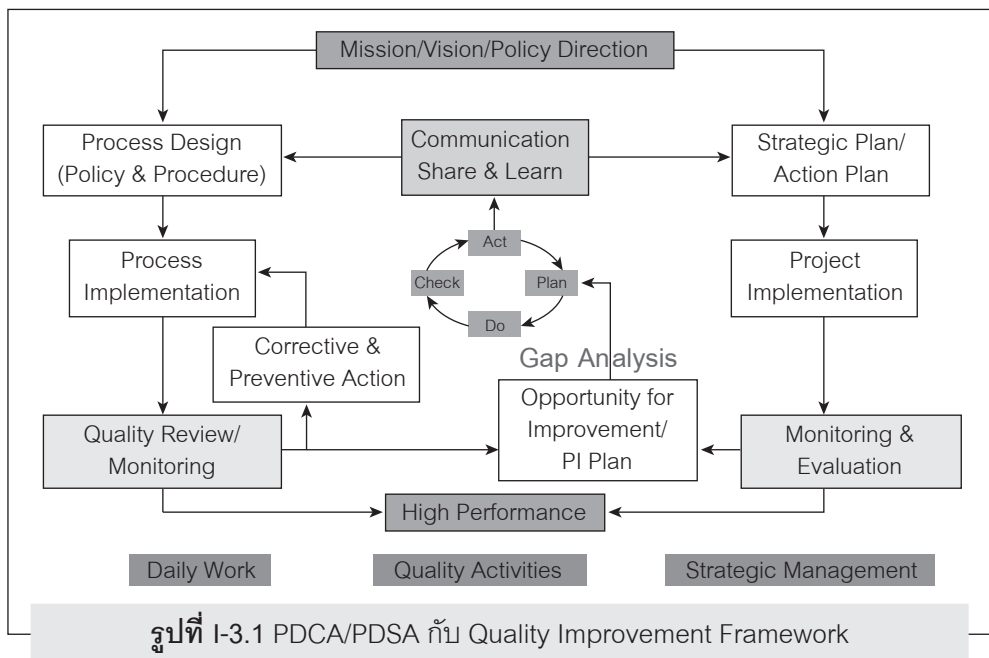 Mission/Vision/Policy Direction
Process Design
(Policy & Procedure)
Communication
Share & Learn
Strategic Plan/
Action Plan
Process
Implementation
Act
Check
Plan
Do
Project
Implementation
Corrective &
Preventive Action
Gap Analysis
Opportunity for
Improvement/
PI Plan
Quality Review/
Monitoring
Monitoring &
Evaluation
High Performance
Daily Work
Quality Activities
Strategic Management
รูปที่ I-3.1 PDCA/PDSA กับ Quality Improvement Framework